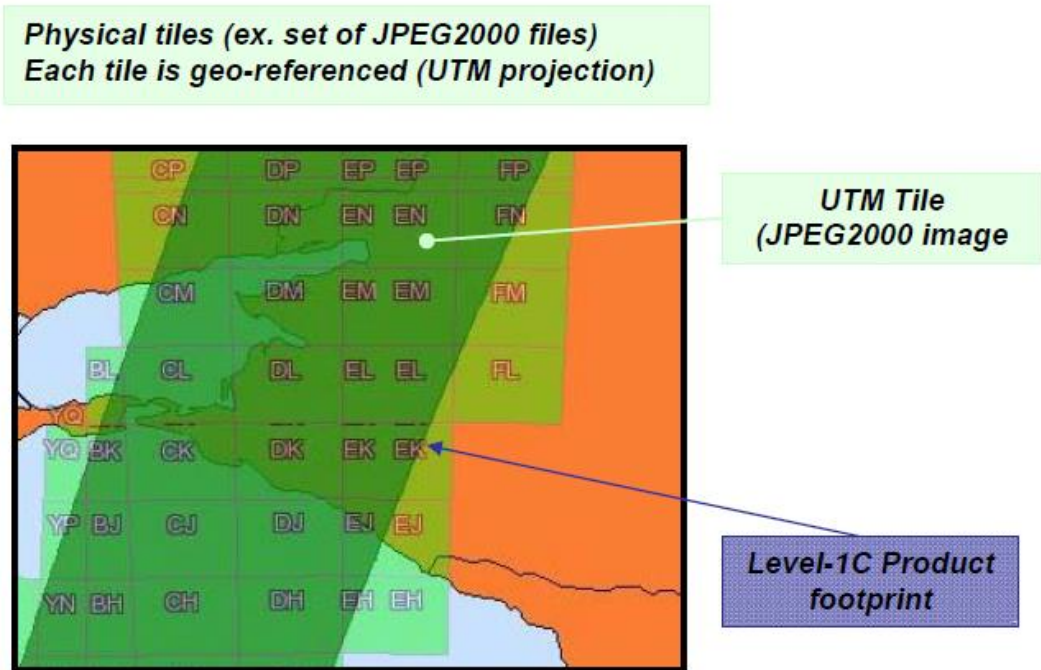 Physical tiles (ex. set of JPEG2000 files)
Each tile is geo-referenced (UTM projection)
CP DP EP EP FP
CN DN EN EN FN
UTM Tile
(JPEG2000 image
CM DM EM EM FM
BL CL DL EL EL FL
YQ
YQ BK CK DK EK EK
YP BJ CJ DJ EJ EJ
Level-1C Product
footprint
YN BH CH DH EH EH